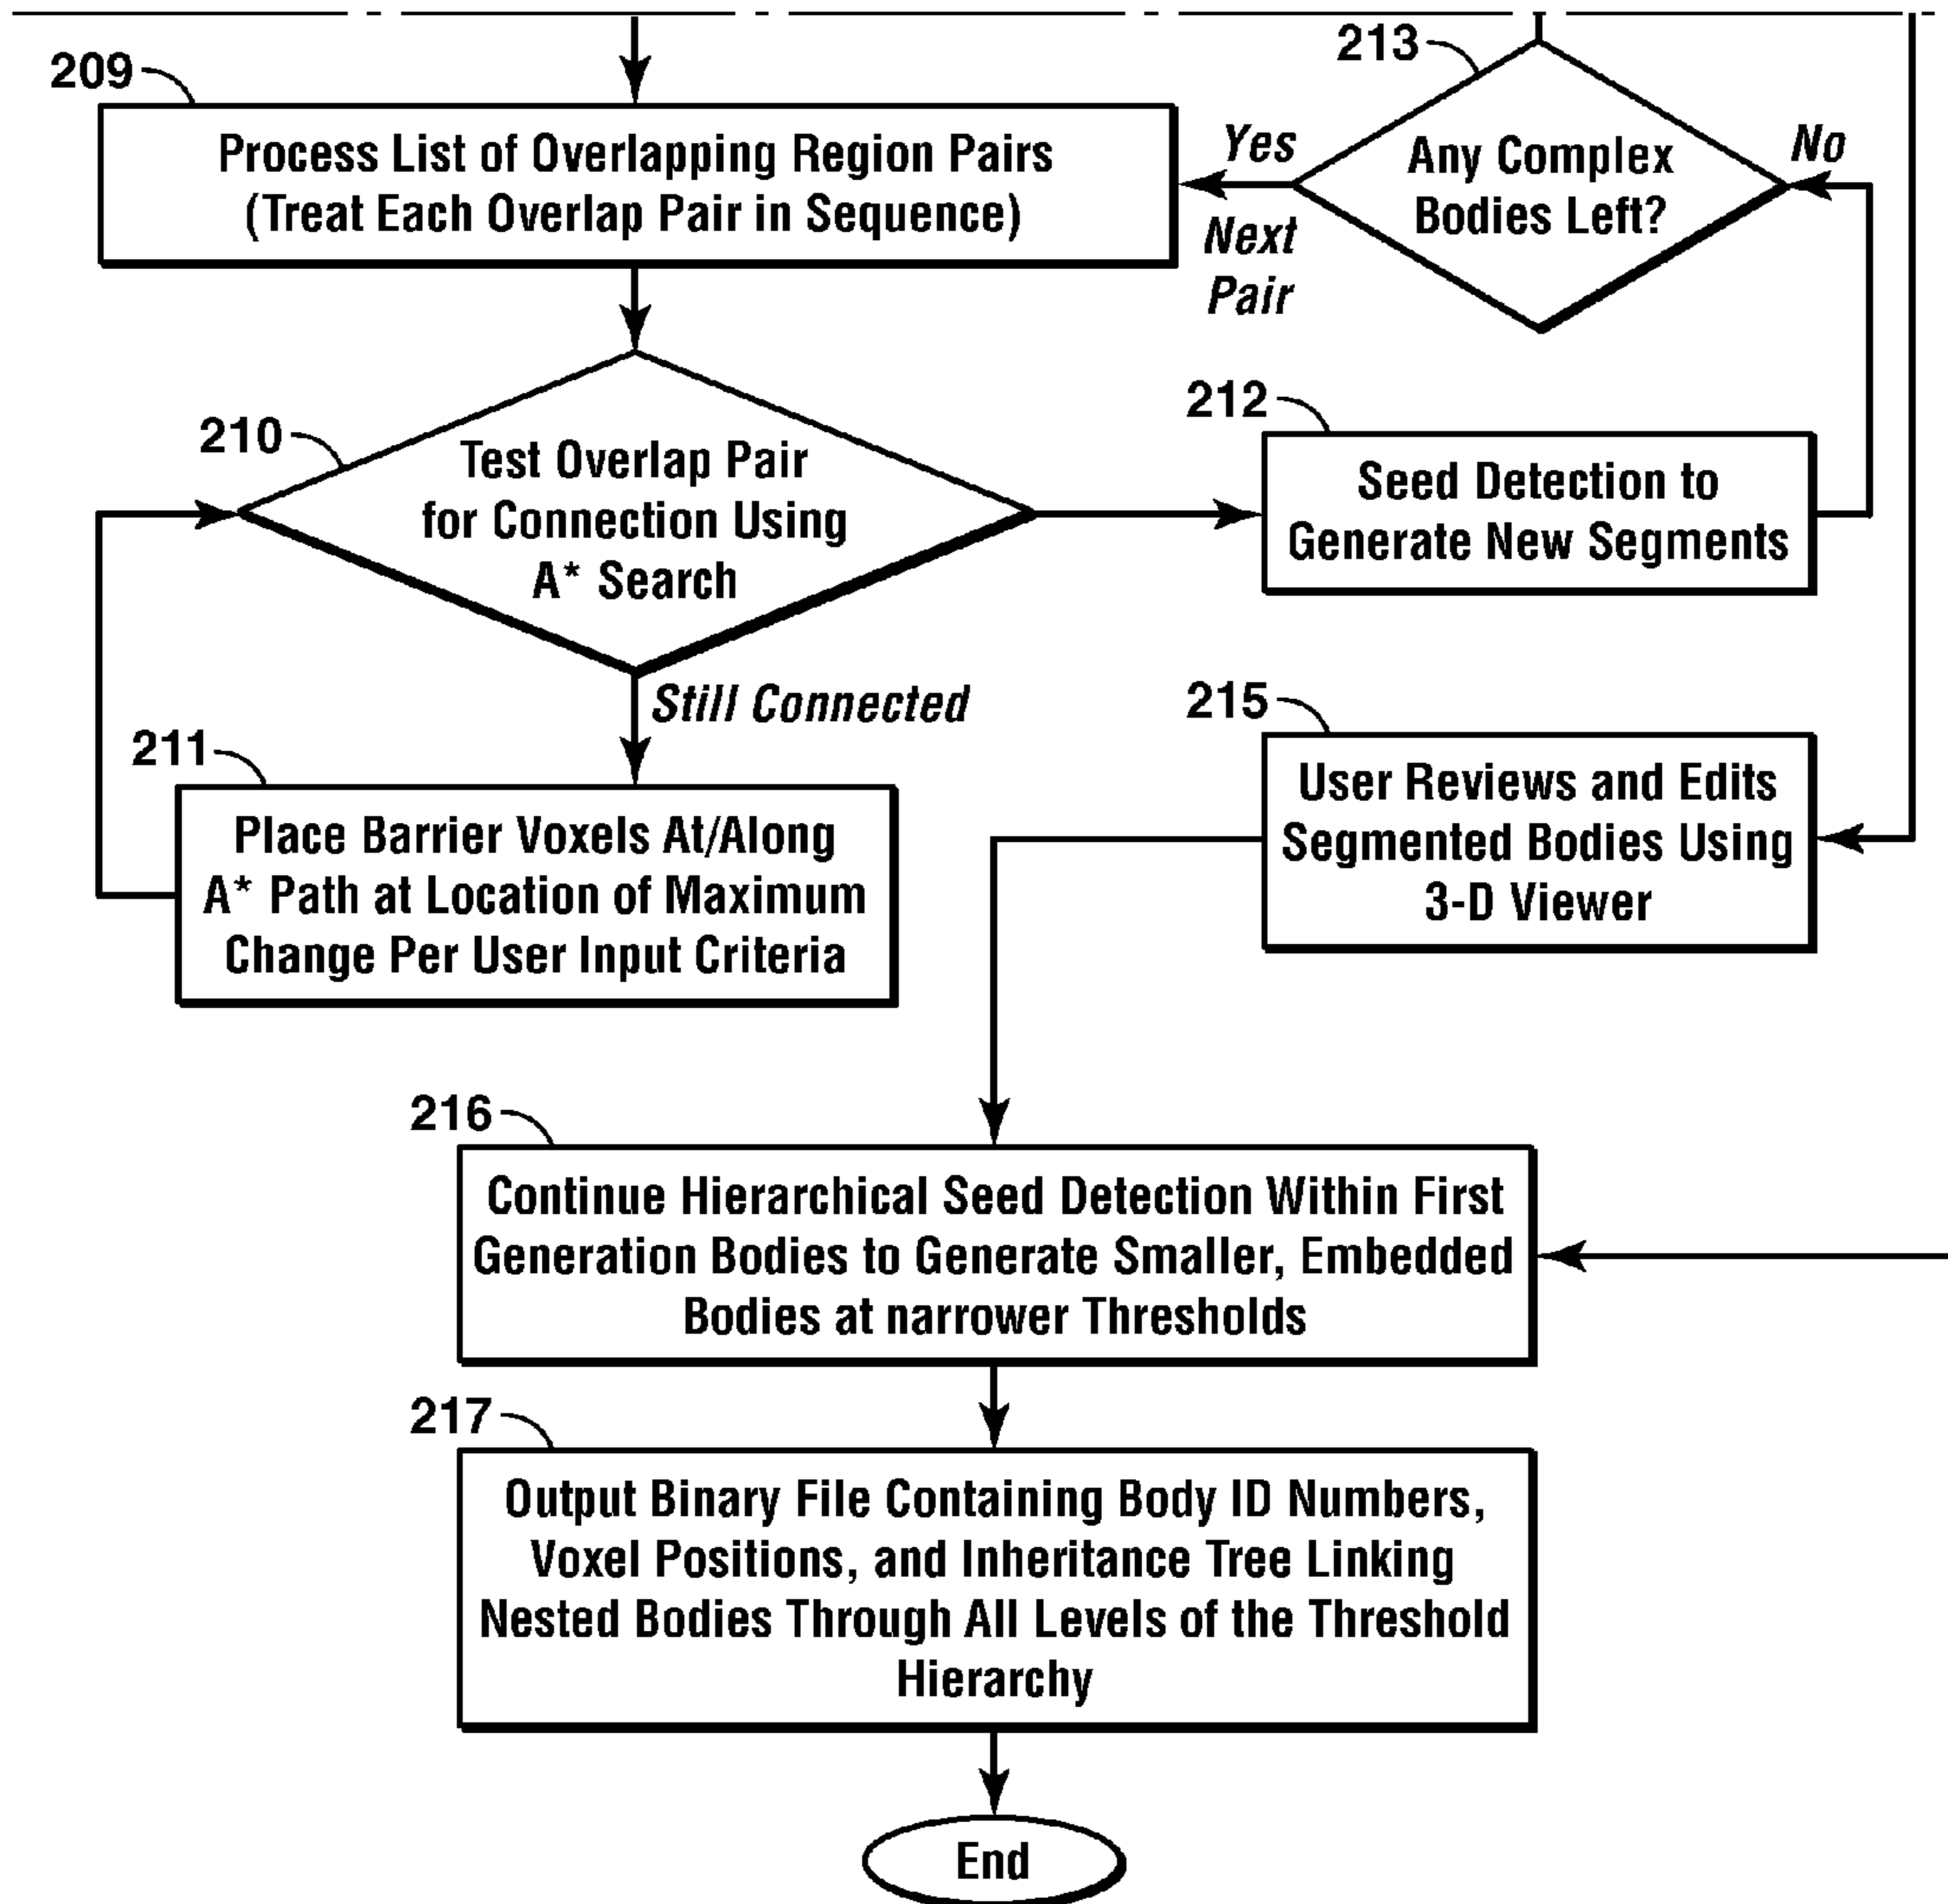 209
Process List of Overlapping Region Pairs
(Treat Each Overlap Pair in Sequence)
213
Any Complex
Bodies Left?
Yes
Next
Pair
No
210
Test Overlap Pair
for Connection Using
A* Search
Still Connected
212
Seed Detection to
Generate New Segments
211
Place Barrier Voxels At/Along
A* Path at Location of Maximum
Change Per User Input Criteria
215
User Reviews and Edits
Segmented Bodies Using
3-D Viewer
216
Continue Hierarchical Seed Detection Within First
Generation Bodies to Generate Smaller, Embedded
Bodies at narrower Thresholds
217
Output Binary File Containing Body ID Numbers,
Voxel Positions, and Inheritance Tree Linking
Nested Bodies Through All Levels of the Threshold
Hierarchy
End